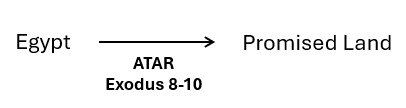 Egypt
Promised Land
ATAR
Exodus 8-10